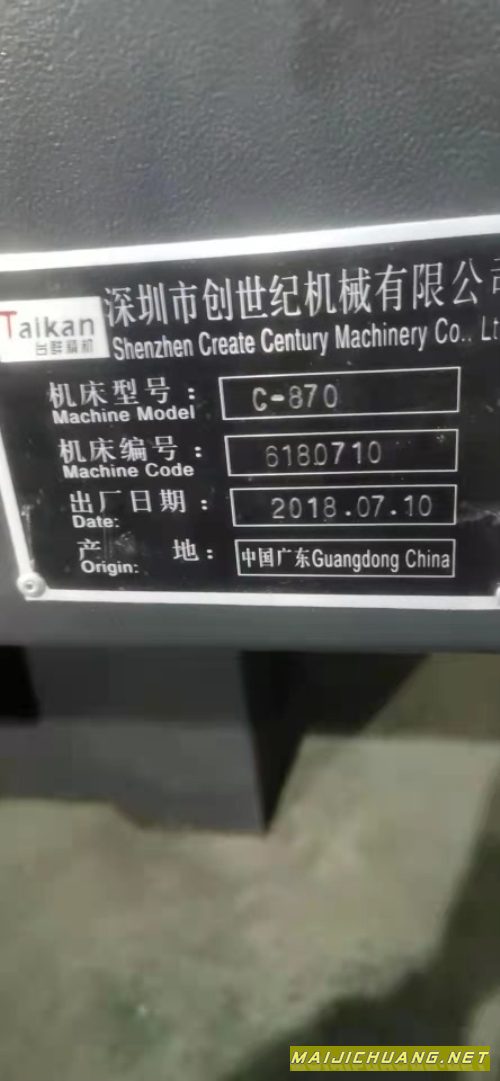 Taikan
台群精机
深圳市创世纪机械有限公司
Shenzhen Create Century Machinery Co., Lt
机床型号：
Machine Model
C-870
机床编号：
Machine Code
6180710
出厂日期：
Date:
2018.07.10
产 地：
Origin:
中国广东Guangdong China
MAIJICHUANG.NET